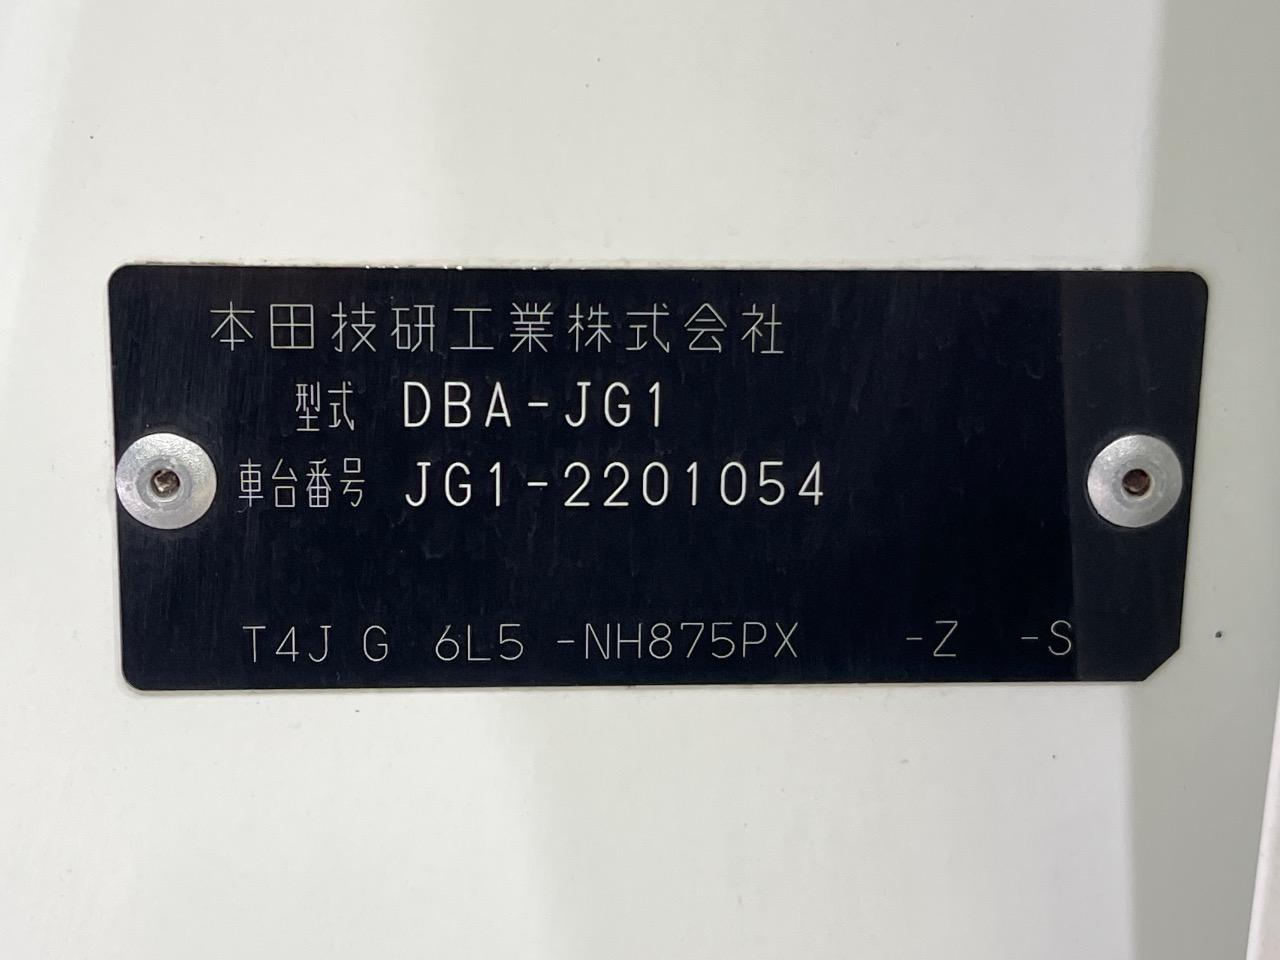 本田技研工業株式会社
型式 DBA-JG1
車台番号 JG1-2201054
T4J G 6L5 -NH875PX -Z -S